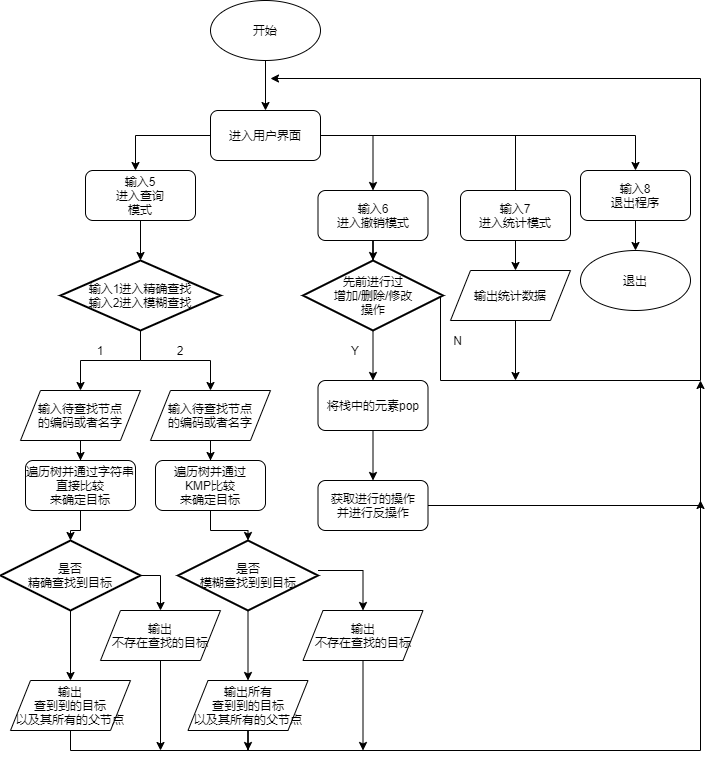 开始
进入用户界面
输入5
进入查询
模式
输入6
进入撤销模式
输入7
进入统计模式
输入8
退出程序
输入1进入精确查找
输入2进入模糊查找
先前进行过
增加/删除/修改
操作
输出统计数据
退出
1
2
Y
N
输入待查找节点
的编码或者名字
输入待查找节点
的编码或者名字
将栈中的元素pop
遍历树并通过字符串
直接比较
来确定目标
遍历树并通过
KMP比较
来确定目标
获取进行的操作
并进行反操作
是否
精确查找到目标
是否
模糊查找到到目标
输出
不存在查找的目标
输出
不存在查找的目标
输出
查到到的目标
以及其所有的父节点
输出所有
查到到的目标
以及其所有的父节点